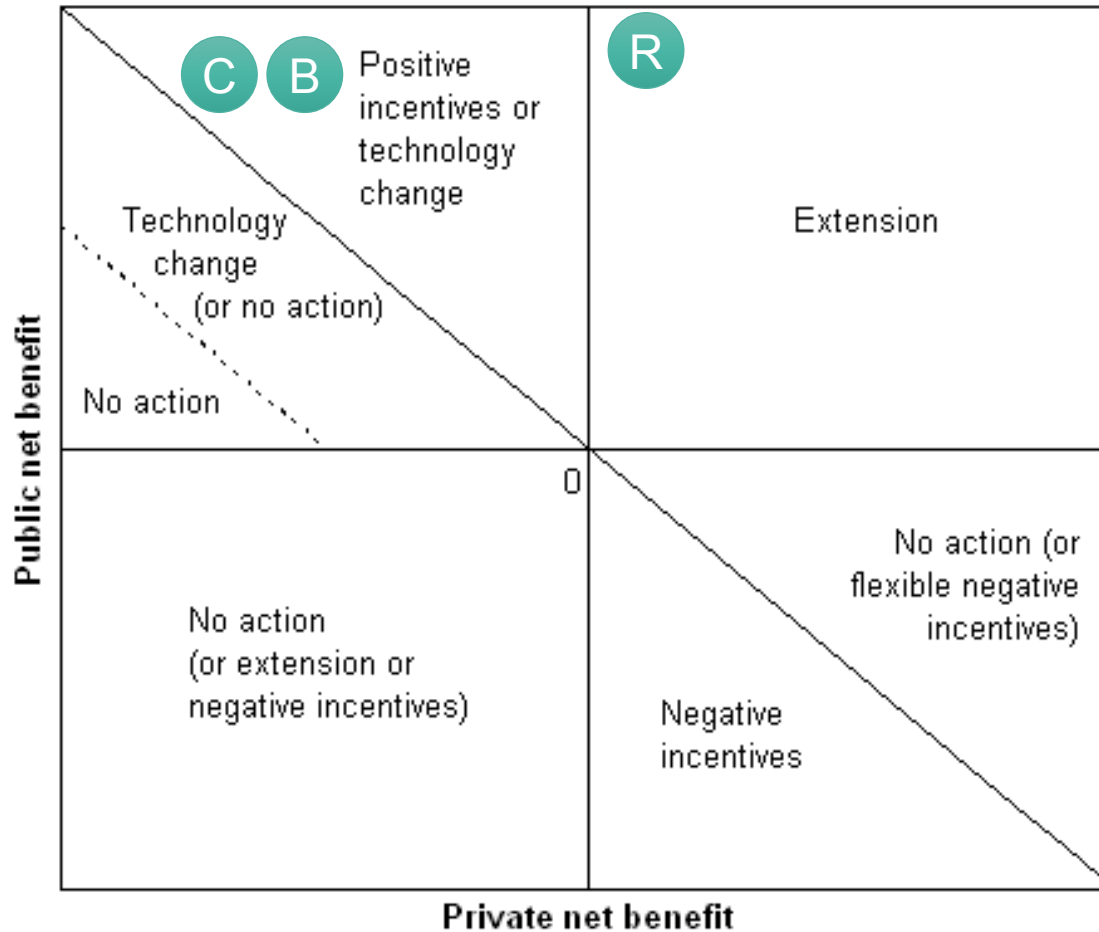 C B
R
Positive
incentives or
technology
change
Extension
Technology
change
(or no action)
No action
0
No action (or
flexible negative
incentives)
No action
(or extension or
negative incentives)
Negative
incentives
Public net benefit
Private net benefit